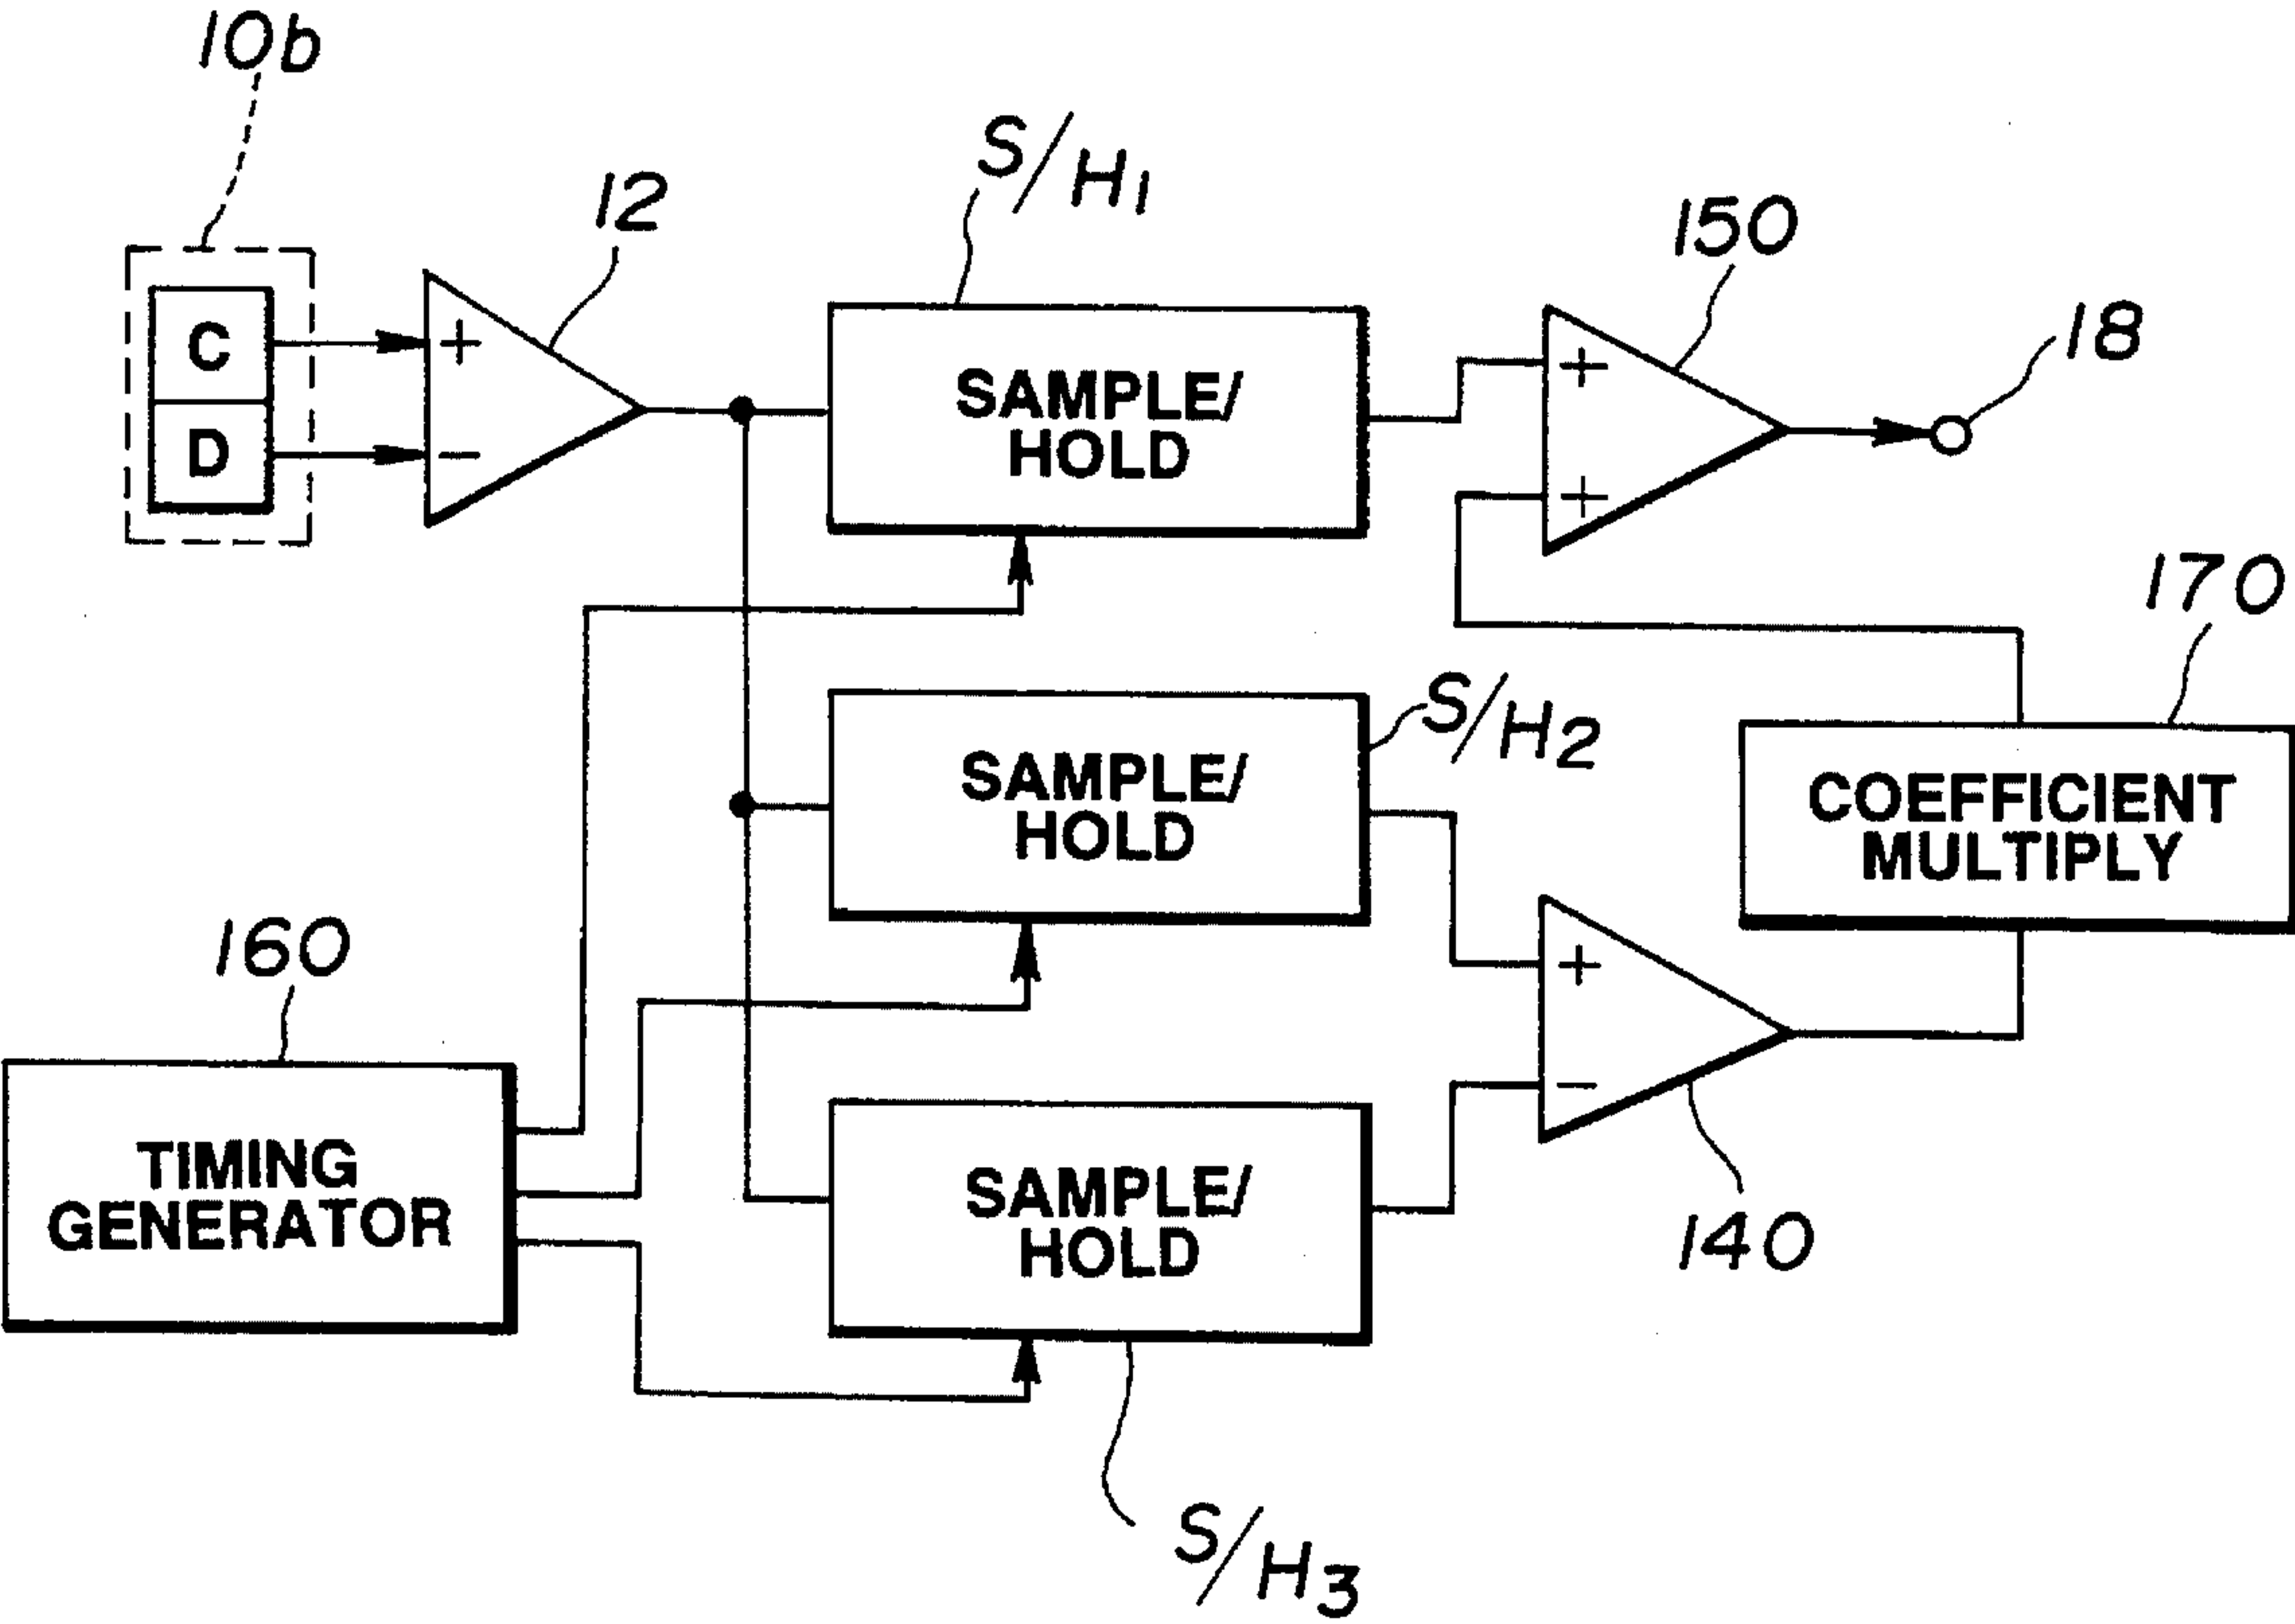 10b
12
S/H1
150
18
C
D
+
−
SAMPLE/
HOLD
+
+
170
S/H2
SAMPLE/
HOLD
COEFFICIENT
MULTIPLY
160
+
−
TIMING
GENERATOR
SAMPLE/
HOLD
140
S/H3